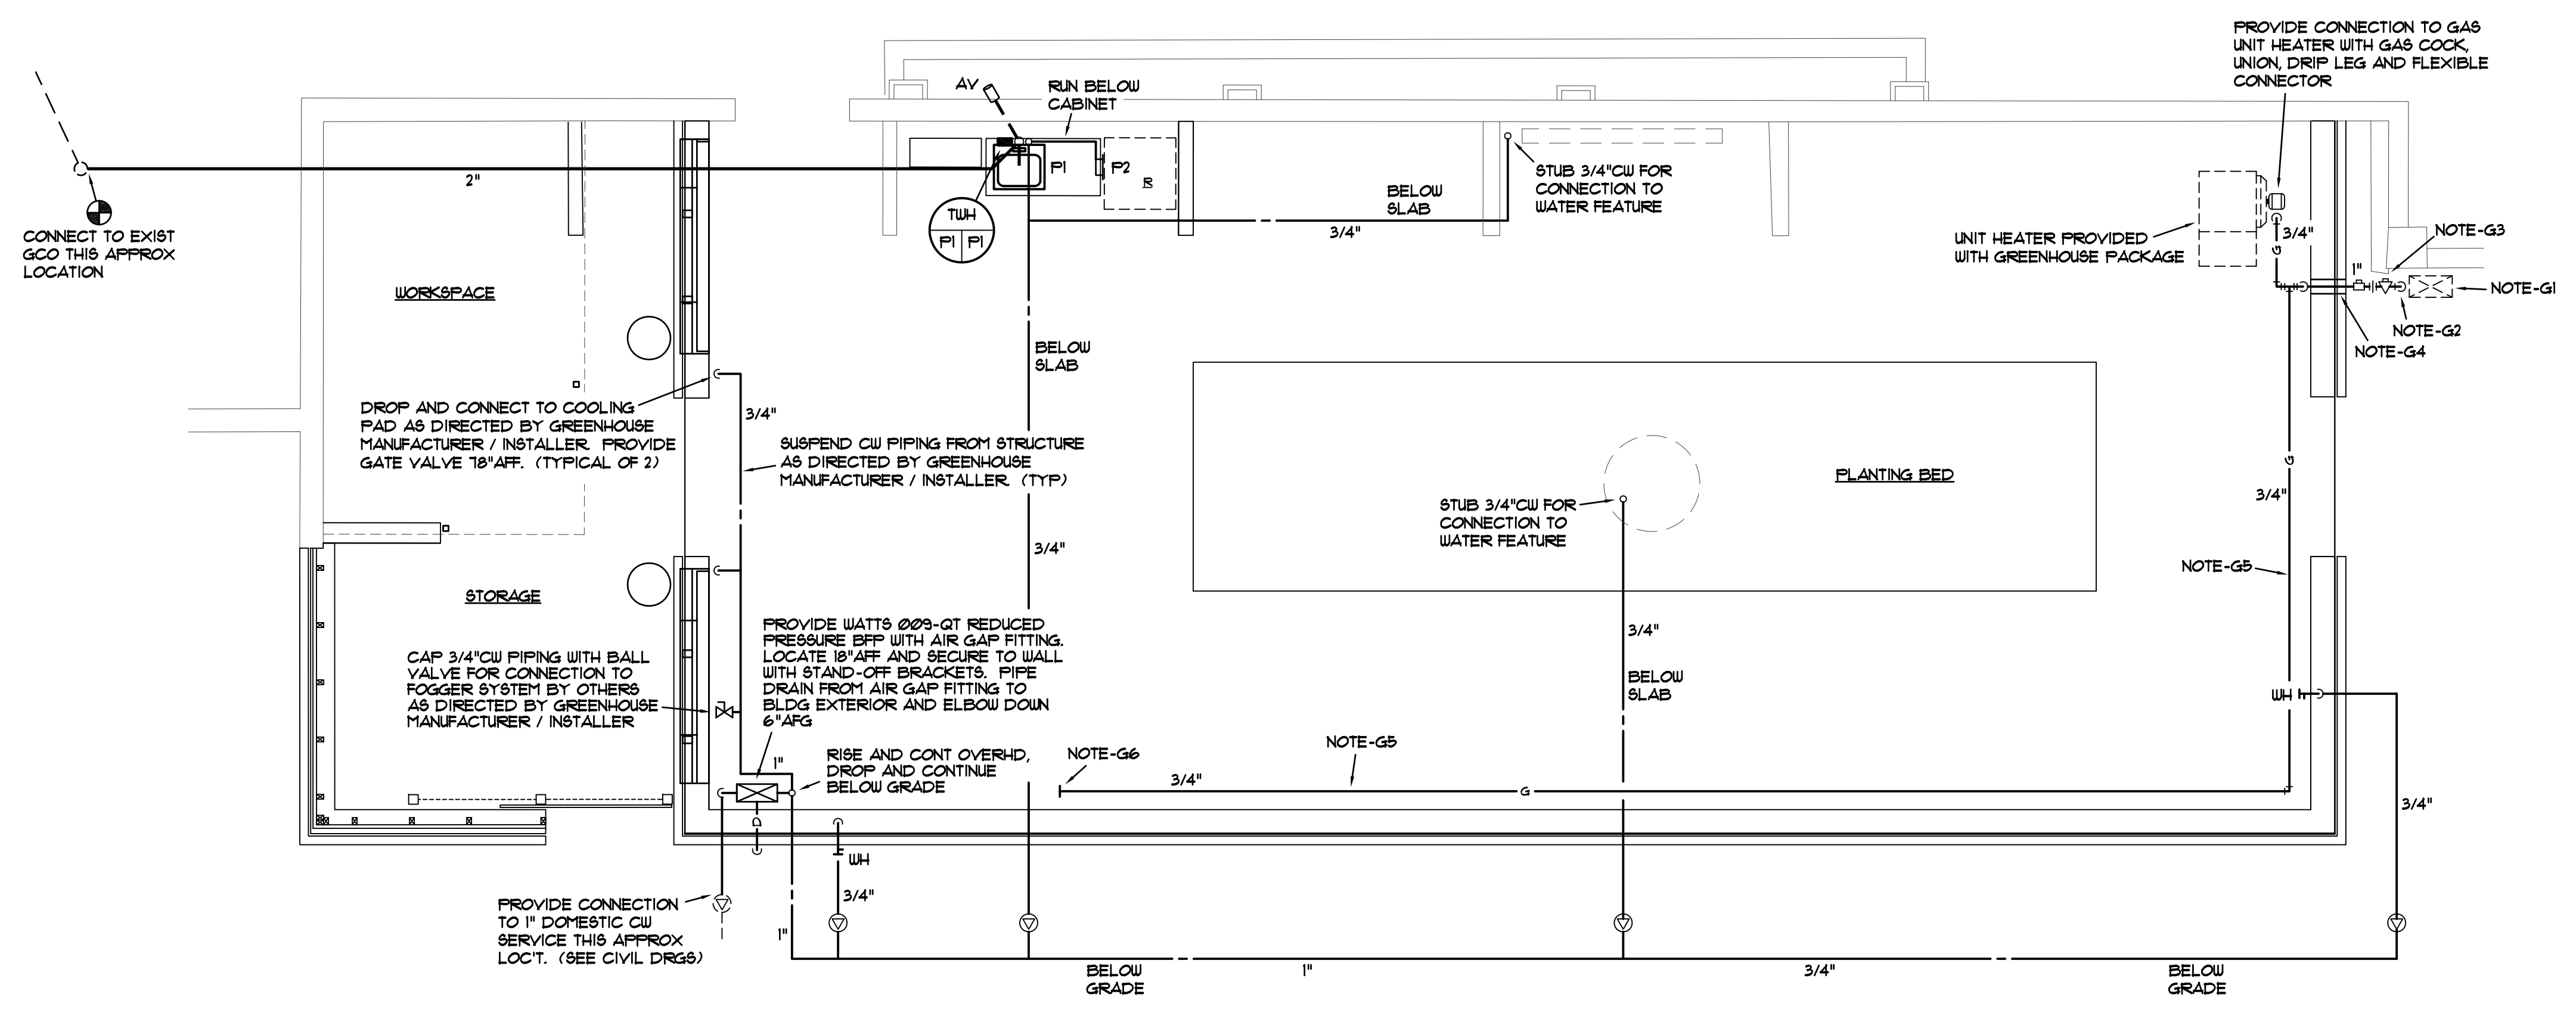 PROVIDE CONNECTION TO GAS
UNIT HEATER WITH GAS COCK,
UNION, DRIP LEG AND FLEXIBLE
CONNECTOR
AV
RUN BELOW
CABINET
2"
P1
P2
R
TWH
P1 P1
STUB 3/4"CW FOR
CONNECTION TO
WATER FEATURE
BELOW
SLAB
3/4"
CONNECT TO EXIST
GCO THIS APPROX
LOCATION
UNIT HEATER PROVIDED
WITH GREENHOUSE PACKAGE
3/4"
G
NOTE-G3
1"
NOTE-G1
NOTE-G2
NOTE-G4
WORKSPACE
BELOW
SLAB
DROP AND CONNECT TO COOLING
PAD AS DIRECTED BY GREENHOUSE
MANUFACTURER / INSTALLER. PROVIDE
GATE VALVE 78"AFF. (TYPICAL OF 2)
3/4"
SUSPEND CW PIPING FROM STRUCTURE
AS DIRECTED BY GREENHOUSE
MANUFACTURER / INSTALLER. (TYP)
PLANTING BED
STUB 3/4"CW FOR
CONNECTION TO
WATER FEATURE
G
3/4"
3/4"
NOTE-G5
STORAGE
PROVIDE WATTS 009-QT REDUCED
PRESSURE BFP WITH AIR GAP FITTING.
LOCATE 18"AFF AND SECURE TO WALL
WITH STAND-OFF BRACKETS. PIPE
DRAIN FROM AIR GAP FITTING TO
BLDG EXTERIOR AND ELBOW DOWN
6"AFG
3/4"
CAP 3/4"CW PIPING WITH BALL
VALVE FOR CONNECTION TO
FOGGER SYSTEM BY OTHERS
AS DIRECTED BY GREENHOUSE
MANUFACTURER / INSTALLER
BELOW
SLAB
WH
1"
RISE AND CONT OVERHD,
DROP AND CONTINUE
BELOW GRADE
NOTE-G6
NOTE-G5
3/4"
G
3/4"
D
WH
3/4"
PROVIDE CONNECTION
TO 1" DOMESTIC CW
SERVICE THIS APPROX
LOC'T. (SEE CIVIL DRGS)
1"
BELOW
GRADE
1"
3/4"
BELOW
GRADE